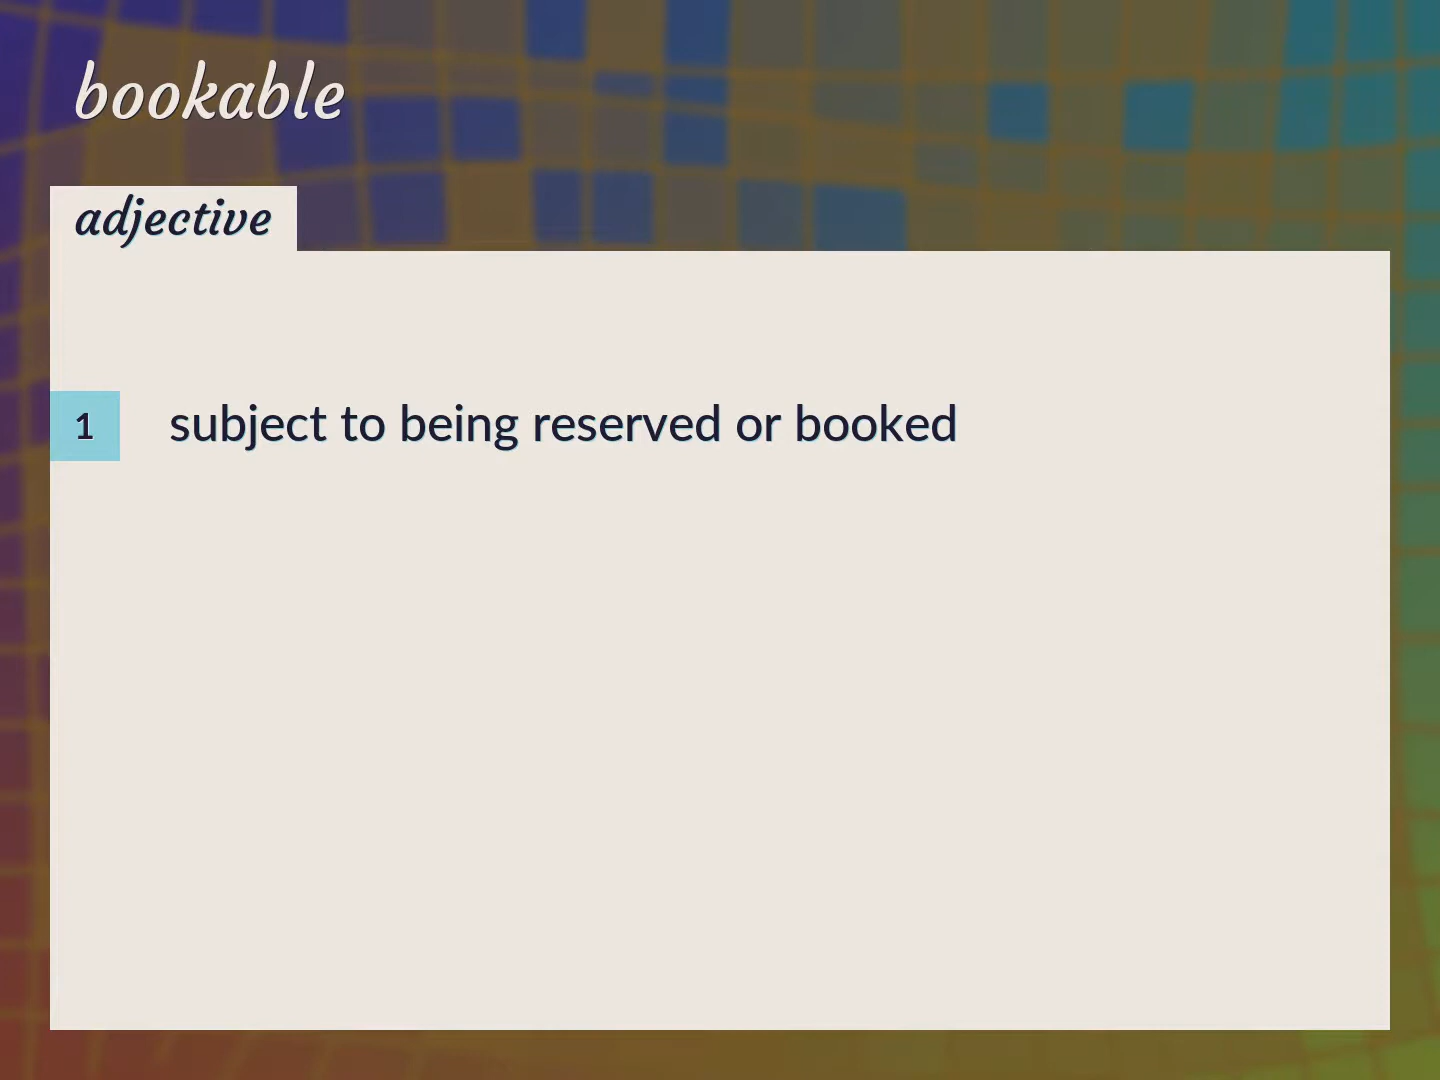 bookable
adjective
1 subject to being reserved or booked